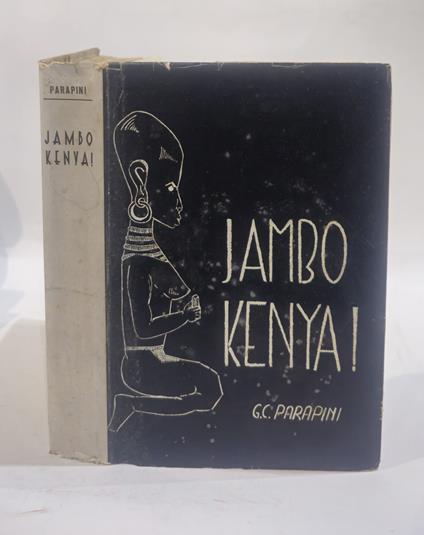 PARAPINI
JAMBO
KENYA!
JAMBO
KENYA!
G.C. PARAPINI